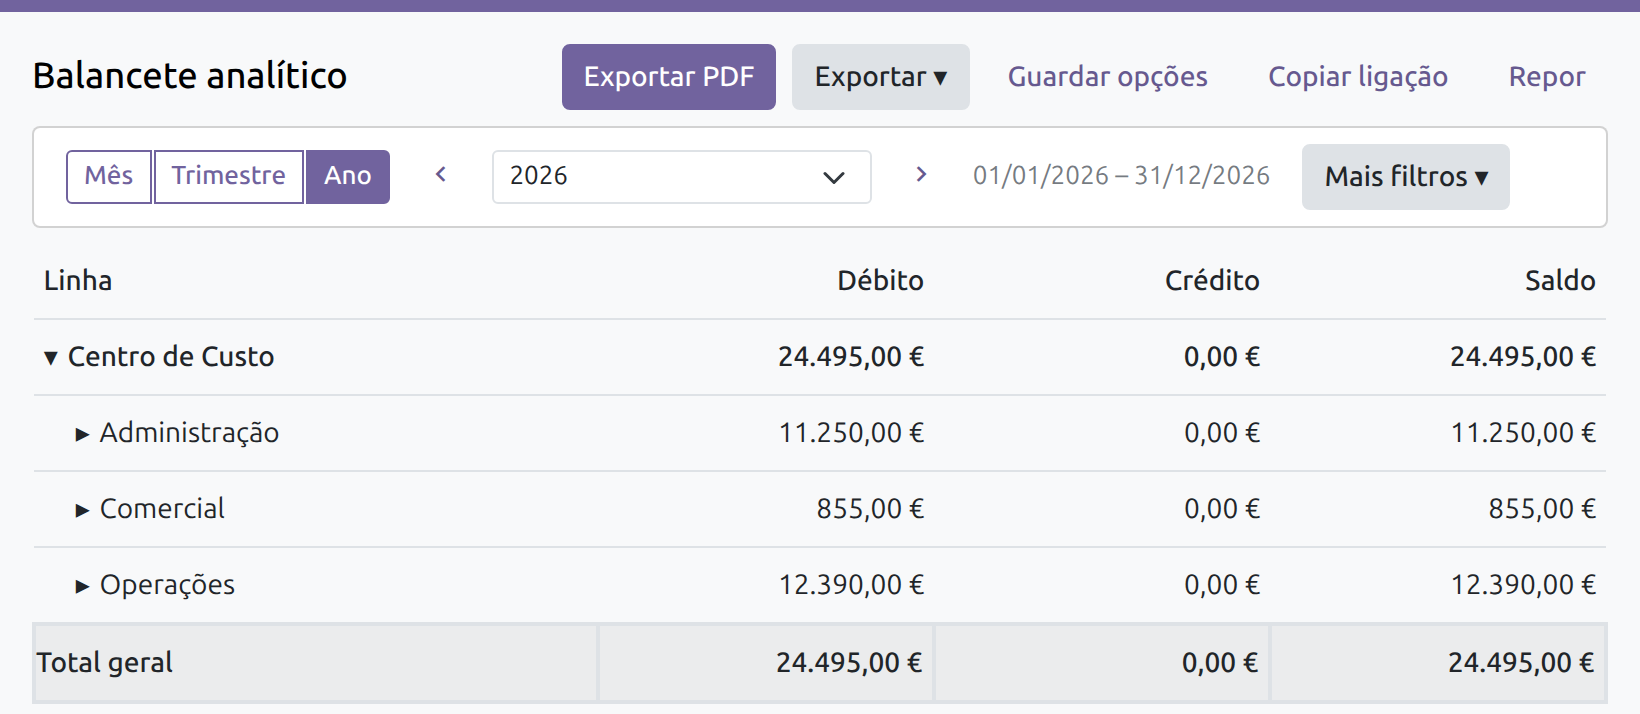 Balancete analítico Exportar PDF Exportar ▾ Guardar opções Copiar ligação Repor
Mês Trimestre Ano ‹ 2026 › 01/01/2026 – 31/12/2026 Mais filtros ▾
Linha Débito Crédito Saldo
▾ Centro de Custo 24.495,00 € 0,00 € 24.495,00 €
▸ Administração 11.250,00 € 0,00 € 11.250,00 €
▸ Comercial 855,00 € 0,00 € 855,00 €
▸ Operações 12.390,00 € 0,00 € 12.390,00 €
Total geral 24.495,00 € 0,00 € 24.495,00 €